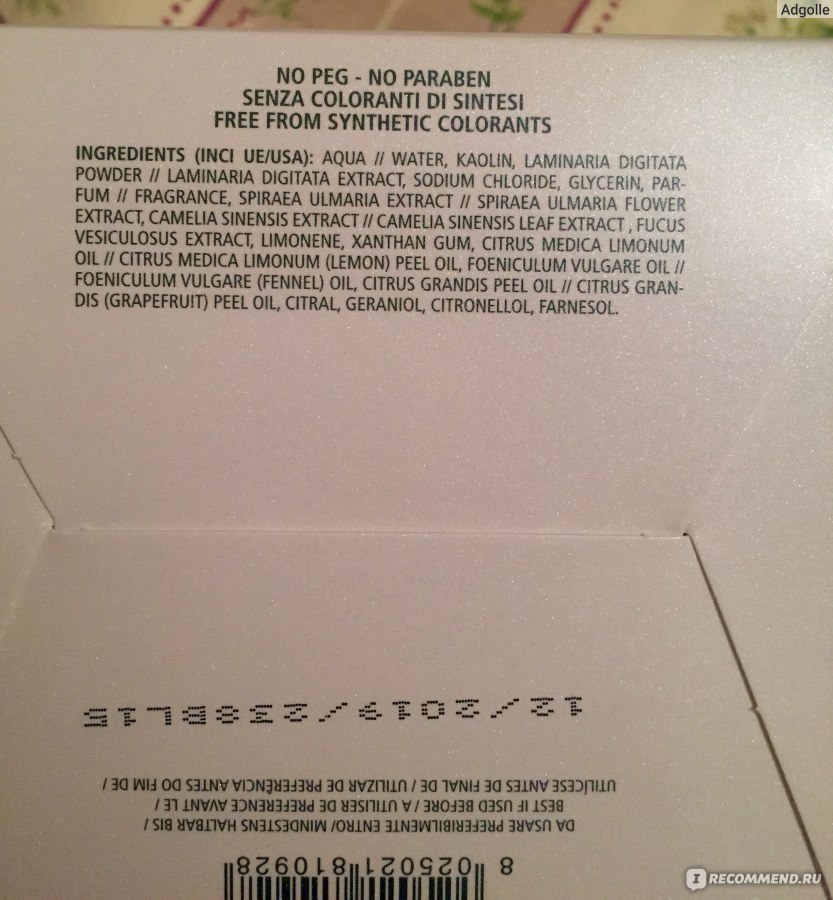 Adgolle
NO PEG - NO PARABEN
SENZA COLORANTI DI SINTESI
FREE FROM SYNTHETIC COLORANTS
INGREDIENTS (INCI UE/USA): AQUA // WATER, KAOLIN, LAMINARIA DIGITATA
POWDER // LAMINARIA DIGITATA EXTRACT, SODIUM CHLORIDE, GLYCERIN, PAR-
FUM // FRAGRANCE, SPIRAEA ULMARIA EXTRACT // SPIRAEA ULMARIA FLOWER
EXTRACT, CAMELIA SINENSIS EXTRACT // CAMELIA SINENSIS LEAF EXTRACT , FUCUS
VESICULOSUS EXTRACT, LIMONENE, XANTHAN GUM, CITRUS MEDICA LIMONUM
OIL // CITRUS MEDICA LIMONUM (LEMON) PEEL OIL, FOENICULUM VULGARE OIL //
FOENICULUM VULGARE (FENNEL) OIL, CITRUS GRANDIS PEEL OIL // CITRUS GRAN-
DIS (GRAPEFRUIT) PEEL OIL, CITRAL, GERANIOL, CITRONELLOL, FARNESOL.
8 025021 810928
DA USARE PREFERIBILMENTE ENTRO/ MINDESTENS HALTBAR BIS /
BEST IF USED BEFORE / A UTILISER DE PREFERENCE AVANT LE /
UTILÍCESE ANTES DE FINAL DE / UTILIZAR DE PREFERÊNCIA ANTES DO FIM DE /
12/2019/238BL15
I RECOMMEND.RU